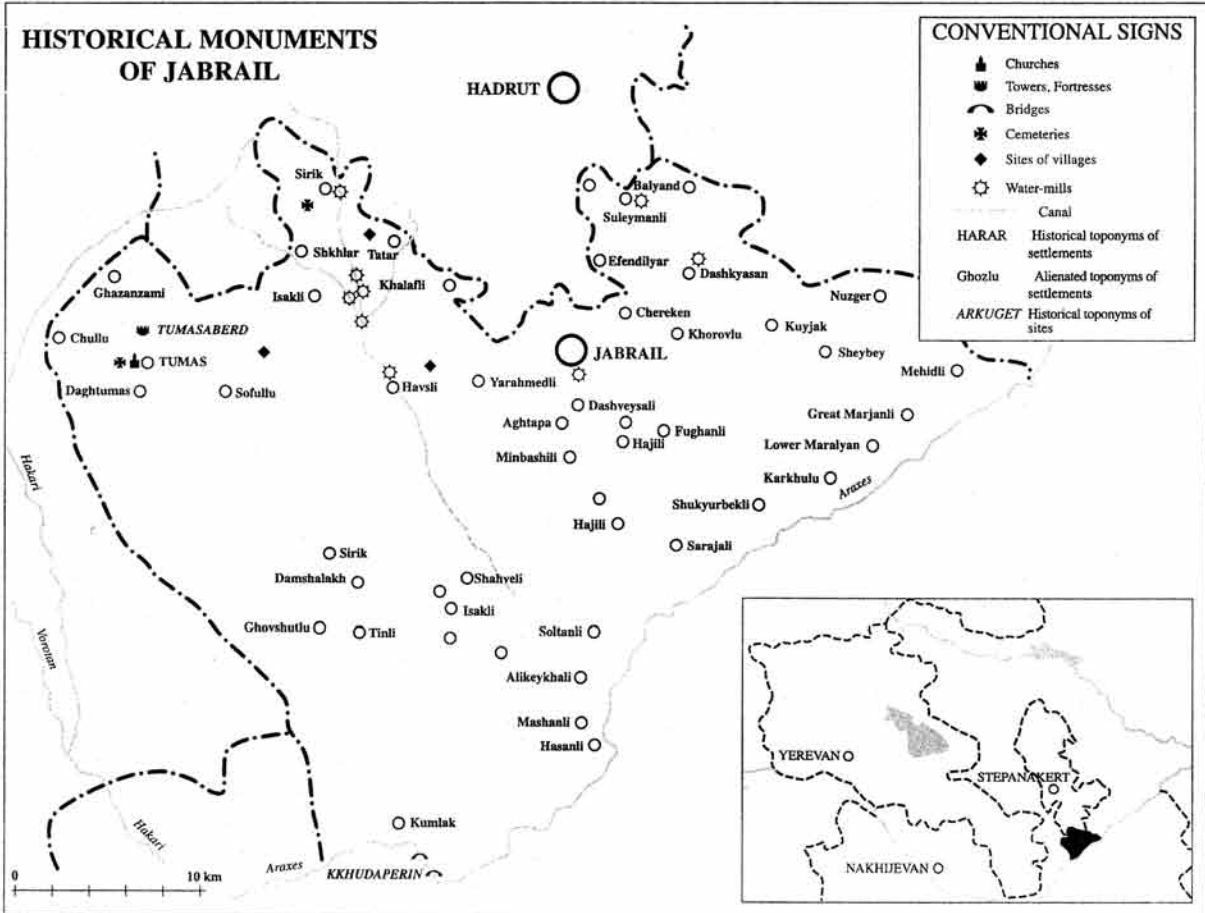 HISTORICAL MONUMENTS
OF JABRAIL
HADRUT
CONVENTIONAL SIGNS
Churches
Towers, Fortresses
Bridges
Cemeteries
Sites of villages
Water-mills
Canal
HARAR Historical toponyms of
settlements
Ghozlu Alienated toponyms of
settlements
ARKUGET Historical toponyms of
sites
Sirik
Balyand
Suleymanli
Shkhlar
Tatar
Efendilyar
Dashkyasan
Ghazanzami
Isakli
Khalafli
Nuzger
Chereken
Chullu
TUMASABERD
Khorovlu
Kuyjak
TUMAS
JABRAIL
Sheybey
Mehidli
Daghtumas
Sofullu
Havsli
Yarahmedli
Dashveysali
Great Marjanli
Aghtapa
Fughanli
Hajili
Lower Maralyan
Minbashili
Karkhulu
Hakari
Araxes
Shukyurbekli
Hajili
Sarajali
Sirik
Damshalakh
Shahveli
Isakli
Ghovshutlu
Tinli
Soltanli
Vorotan
Alikeykhali
Mashanli
Hasanli
YEREVAN
STEPANAKERT
Kumlak
Hakari
Araxes
KKHUDAPERIN
NAKHIJEVAN
0 10 km